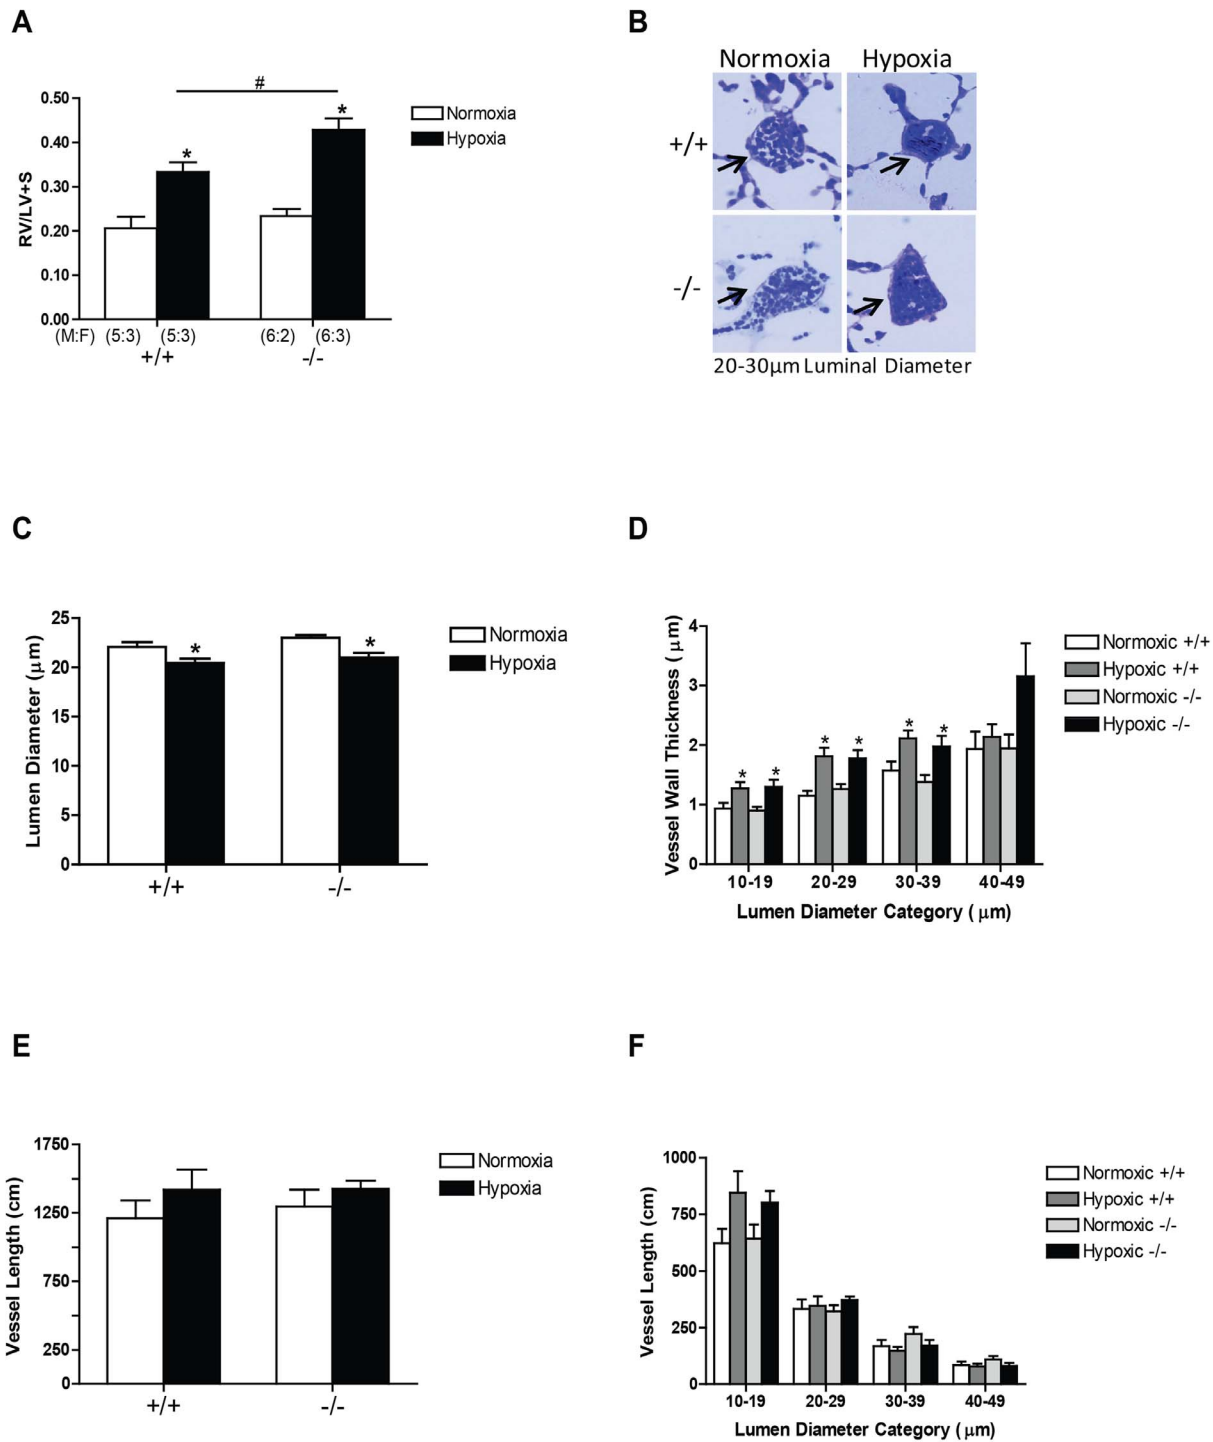 A
#
0.50
0.40
0.30
0.20
0.10
0.00
RV/LV+S
* *
Normoxia
Hypoxia
(M:F) (5:3) (5:3) (6:2) (6:3)
+/+ -/-
B
Normoxia Hypoxia
+/+
-/-
20-30µm Luminal Diameter
C
25
20
15
10
5
0
Lumen Diameter (µm)
* *
Normoxia
Hypoxia
+/+ -/-
D
4
3
2
1
0
Vessel Wall Thickness ( µm)
* * * * * *
Normoxic +/+
Hypoxic +/+
Normoxic -/-
Hypoxic -/-
10-19 20-29 30-39 40-49
Lumen Diameter Category ( µm)
E
1750
1250
750
250
0
Vessel Length (cm)
Normoxia
Hypoxia
+/+ -/-
F
1000
750
500
250
0
Vessel Length (cm)
Normoxic +/+
Hypoxic +/+
Normoxic -/-
Hypoxic -/-
10-19 20-29 30-39 40-49
Lumen Diameter Category ( µm)